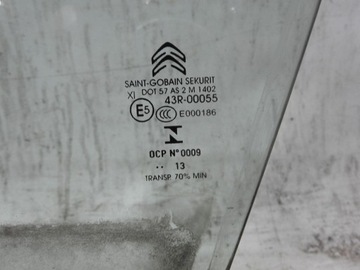 SAINT-GOBAIN SEKURIT
XI DOT 57 AS 2 M 1402
43R-00055
E5 CCC E000186
OCP N° 0009
.. 13
TRANSP. 70% MIN